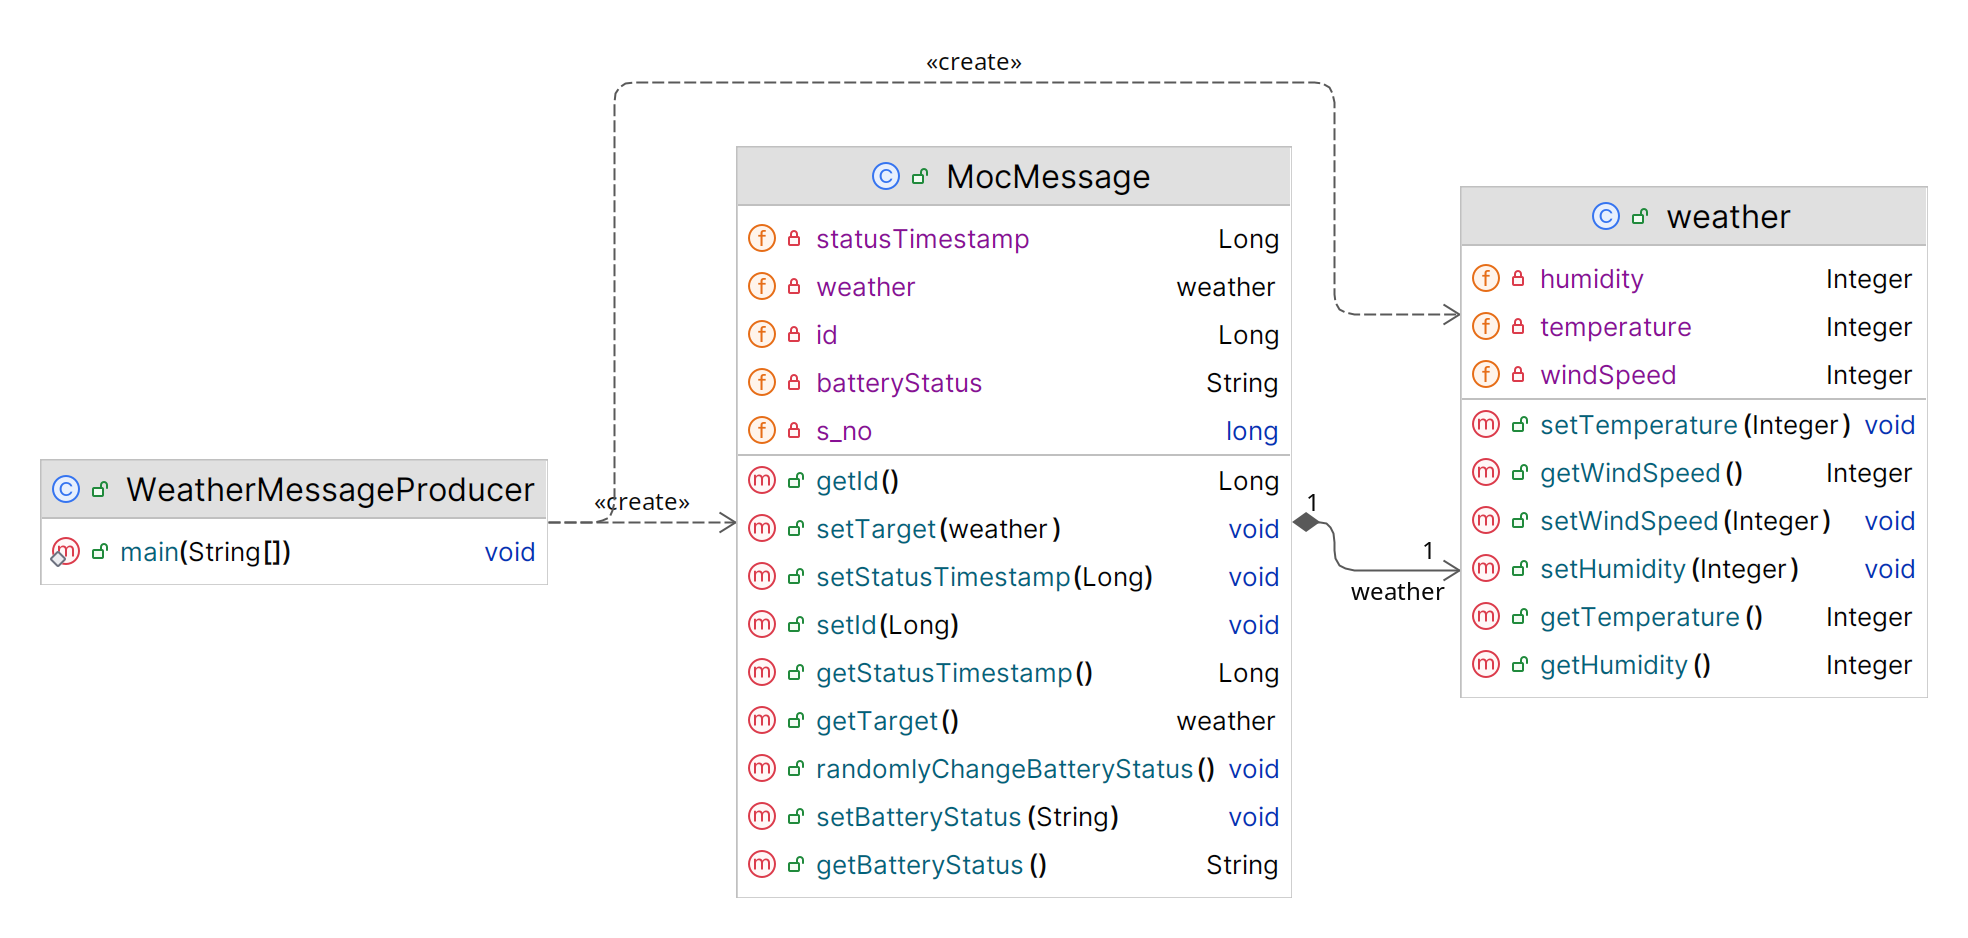 «create»
WeatherMessageProducer
main(String[]) void
«create»
MocMessage
statusTimestamp Long
weather weather
id Long
batteryStatus String
s_no long
getId() Long
setTarget(weather) void
setStatusTimestamp(Long) void
setId(Long) void
getStatusTimestamp() Long
getTarget() weather
randomlyChangeBatteryStatus() void
setBatteryStatus(String) void
getBatteryStatus() String
1
1
weather
weather
humidity Integer
temperature Integer
windSpeed Integer
setTemperature(Integer) void
getWindSpeed() Integer
setWindSpeed(Integer) void
setHumidity(Integer) void
getTemperature() Integer
getHumidity() Integer